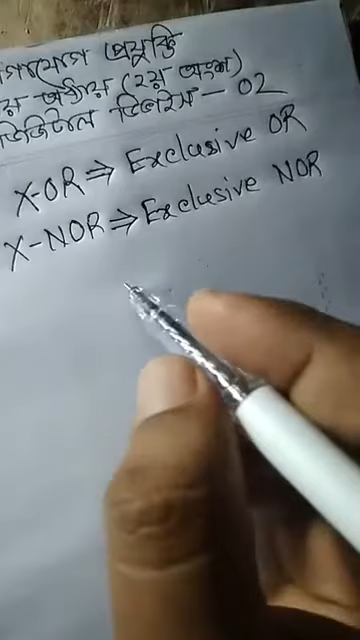 যোগাযোগ প্রযুক্তি
য় অধ্যায় (২য় অংশ)
ডিজিটাল ডিভাইস - 02
X-OR ⇒ Exclusive OR
X-NOR ⇒ Exclusive NOR